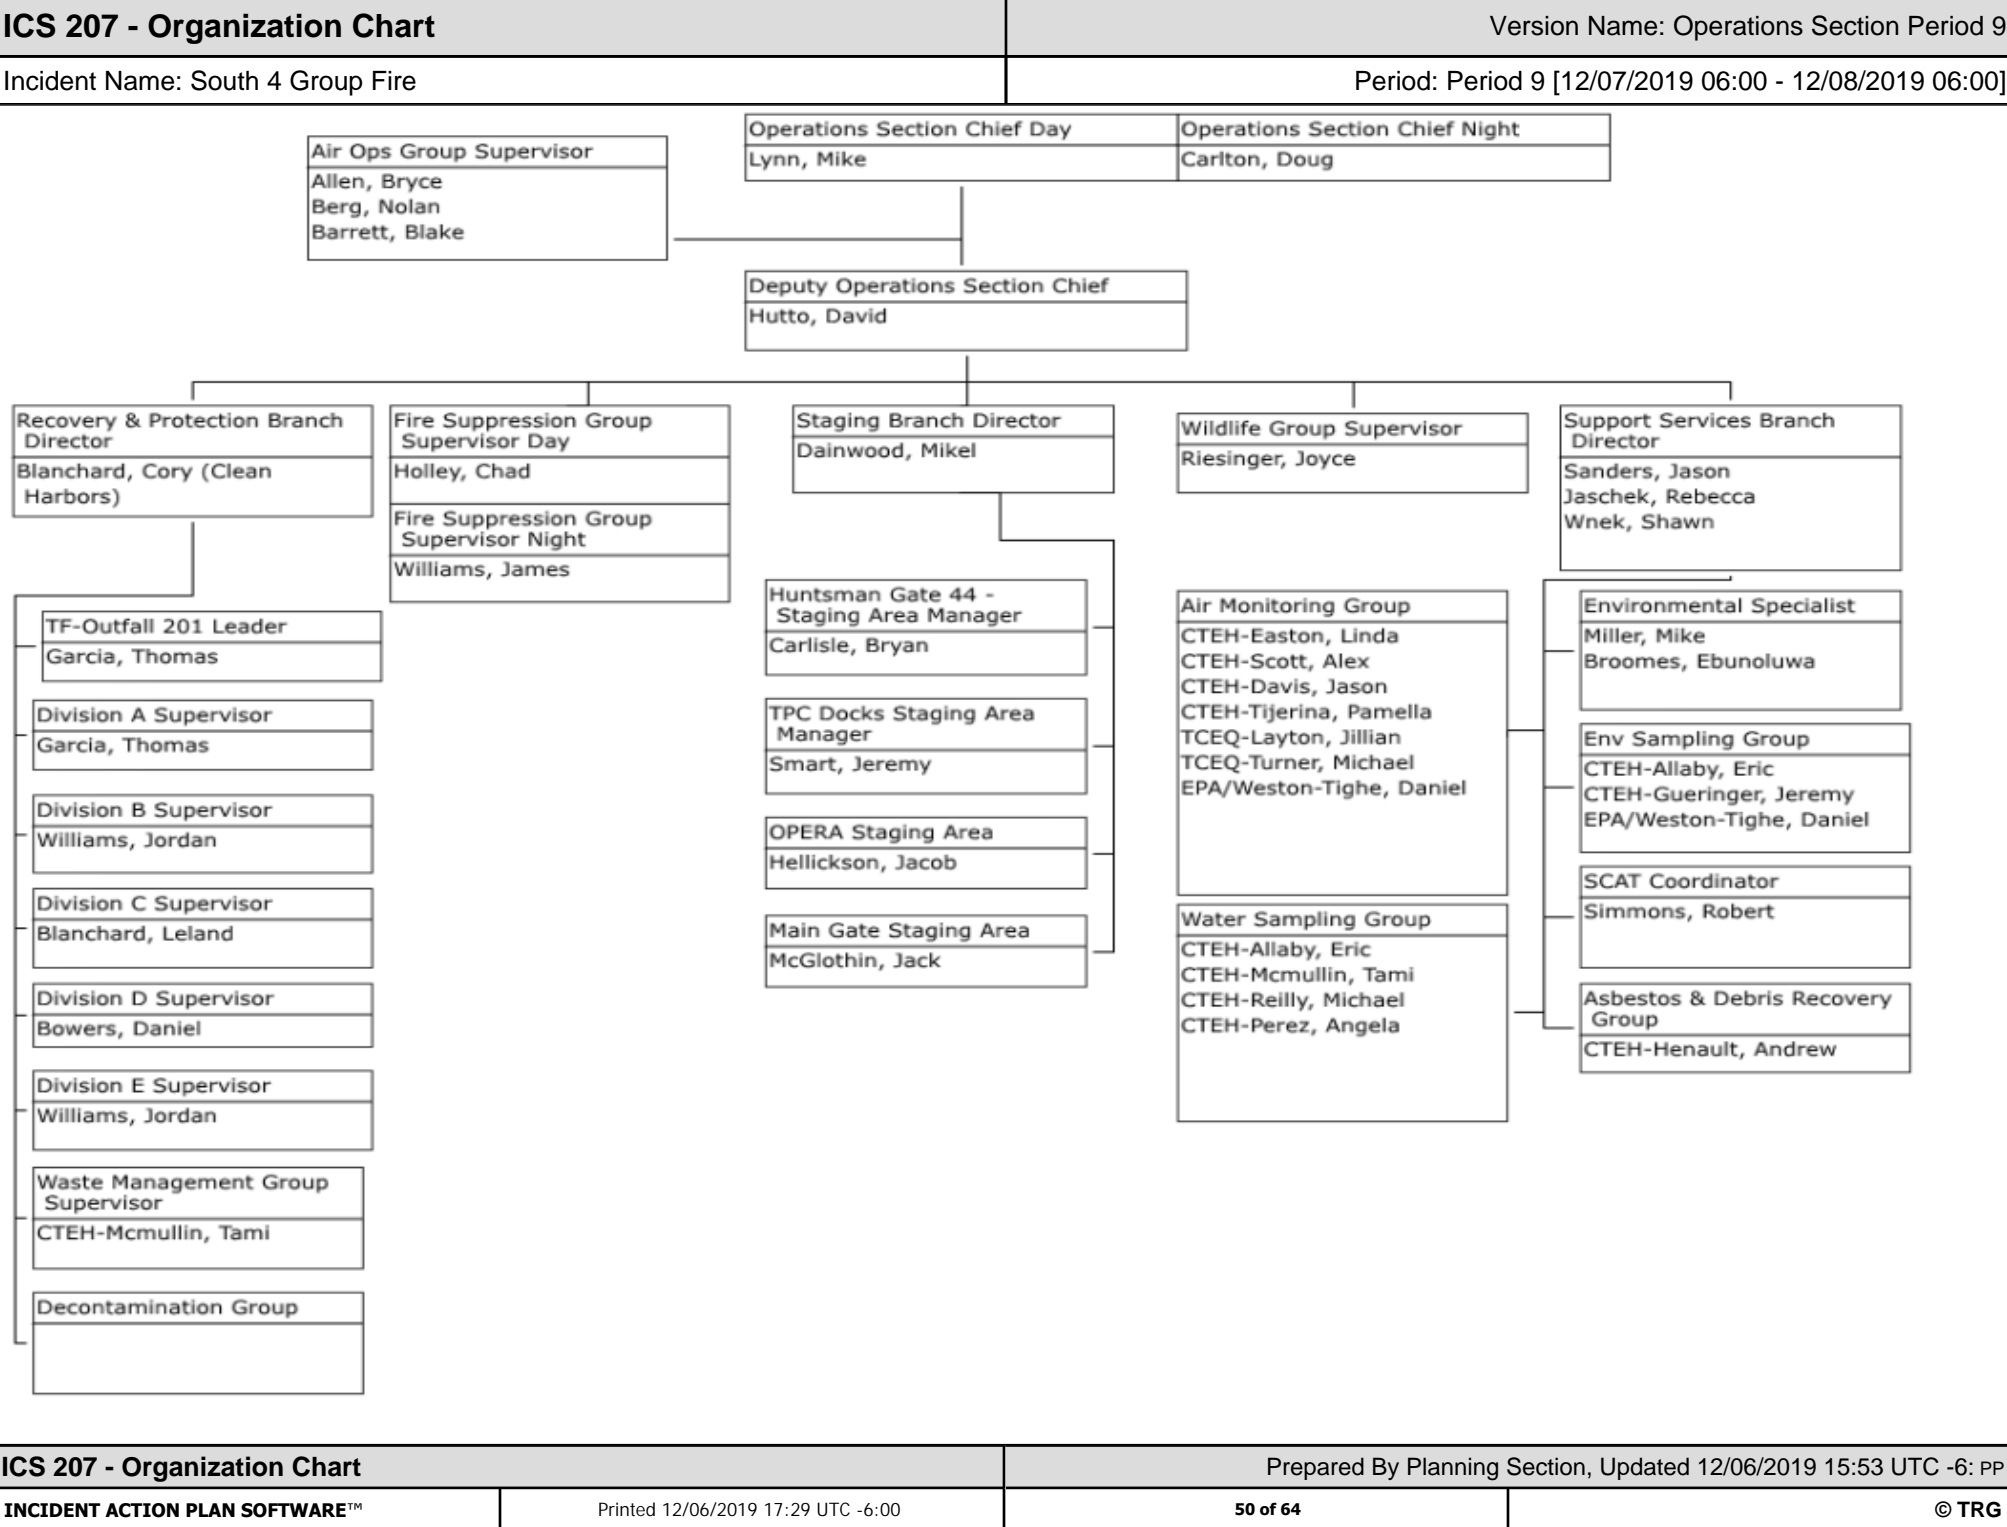 ICS 207 - Organization Chart
Version Name: Operations Section Period 9
Incident Name: South 4 Group Fire
Period: Period 9 [12/07/2019 06:00 - 12/08/2019 06:00]
Operations Section Chief Day
Lynn, Mike
Operations Section Chief Night
Carlton, Doug
Air Ops Group Supervisor
Allen, Bryce
Berg, Nolan
Barrett, Blake
Deputy Operations Section Chief
Hutto, David
Recovery & Protection Branch
Director
Blanchard, Cory (Clean
Harbors)
Fire Suppression Group
Supervisor Day
Holley, Chad
Fire Suppression Group
Supervisor Night
Williams, James
Staging Branch Director
Dainwood, Mikel
Wildlife Group Supervisor
Riesinger, Joyce
Support Services Branch
Director
Sanders, Jason
Jaschek, Rebecca
Wnek, Shawn
TF-Outfall 201 Leader
Garcia, Thomas
Division A Supervisor
Garcia, Thomas
Division B Supervisor
Williams, Jordan
Division C Supervisor
Blanchard, Leland
Division D Supervisor
Bowers, Daniel
Division E Supervisor
Williams, Jordan
Waste Management Group
Supervisor
CTEH-Mcmullin, Tami
Decontamination Group
Huntsman Gate 44 -
Staging Area Manager
Carlisle, Bryan
TPC Docks Staging Area
Manager
Smart, Jeremy
OPERA Staging Area
Hellickson, Jacob
Main Gate Staging Area
McGlothin, Jack
Air Monitoring Group
CTEH-Easton, Linda
CTEH-Scott, Alex
CTEH-Davis, Jason
CTEH-Tijerina, Pamella
TCEQ-Layton, Jillian
TCEQ-Turner, Michael
EPA/Weston-Tighe, Daniel
Water Sampling Group
CTEH-Allaby, Eric
CTEH-Mcmullin, Tami
CTEH-Reilly, Michael
CTEH-Perez, Angela
Environmental Specialist
Miller, Mike
Broomes, Ebunoluwa
Env Sampling Group
CTEH-Allaby, Eric
CTEH-Gueringer, Jeremy
EPA/Weston-Tighe, Daniel
SCAT Coordinator
Simmons, Robert
Asbestos & Debris Recovery
Group
CTEH-Henault, Andrew
ICS 207 - Organization Chart
Prepared By Planning Section, Updated 12/06/2019 15:53 UTC -6: PP
INCIDENT ACTION PLAN SOFTWARE™
Printed 12/06/2019 17:29 UTC -6:00
50 of 64
© TRG